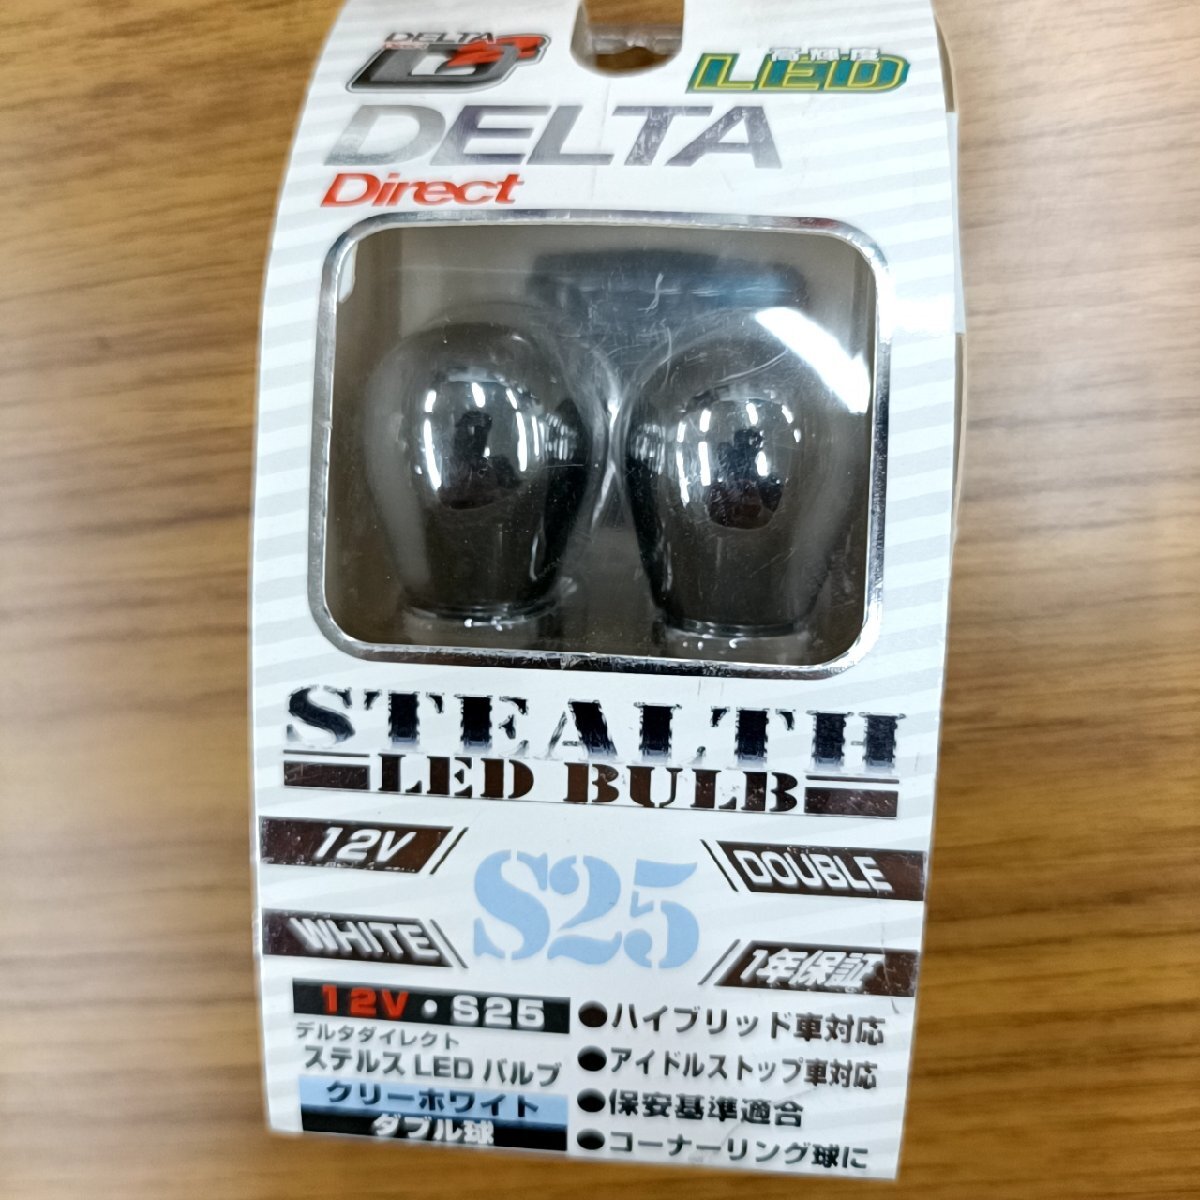 DELTA
D2
高・輝・度
LED
DELTA
Direct
STEALTH
LED BULB
12V
S25
DOUBLE
WHITE
1年保証
12V・S25
デルタダイレクト
ステルス LED バルブ
クリーホワイト
ダブル球
●ハイブリッド車対応
●アイドルストップ車対応
●保安基準適合
●コーナーリング球に